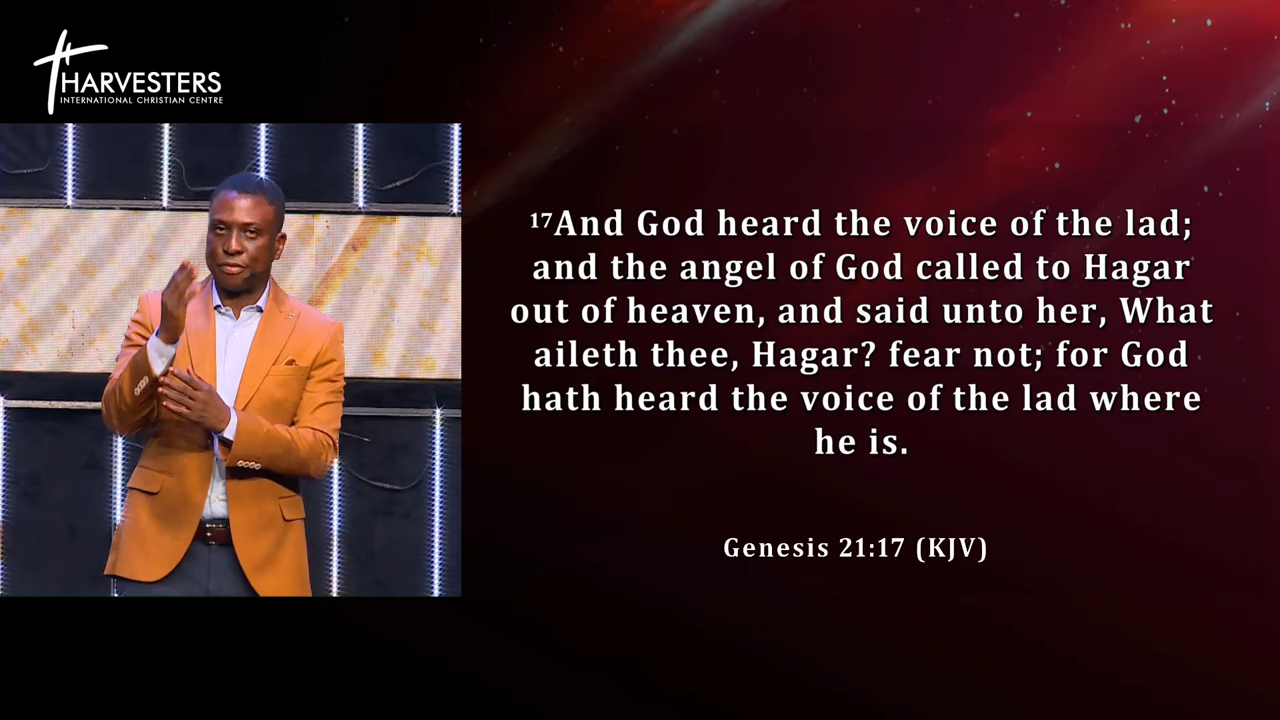 HARVESTERS
INTERNATIONAL CHRISTIAN CENTRE
17And God heard the voice of the lad;
and the angel of God called to Hagar
out of heaven, and said unto her, What
aileth thee, Hagar? fear not; for God
hath heard the voice of the lad where
he is.
Genesis 21:17 (KJV)